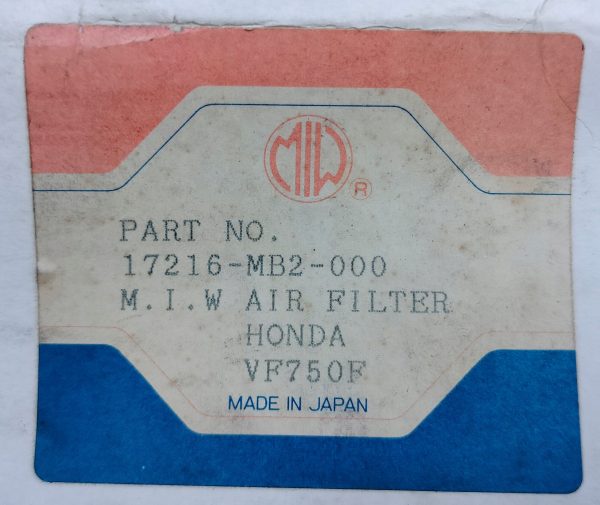 MIW
®
PART NO.
17216-MB2-000
M.I.W AIR FILTER
HONDA
VF750F
MADE IN JAPAN